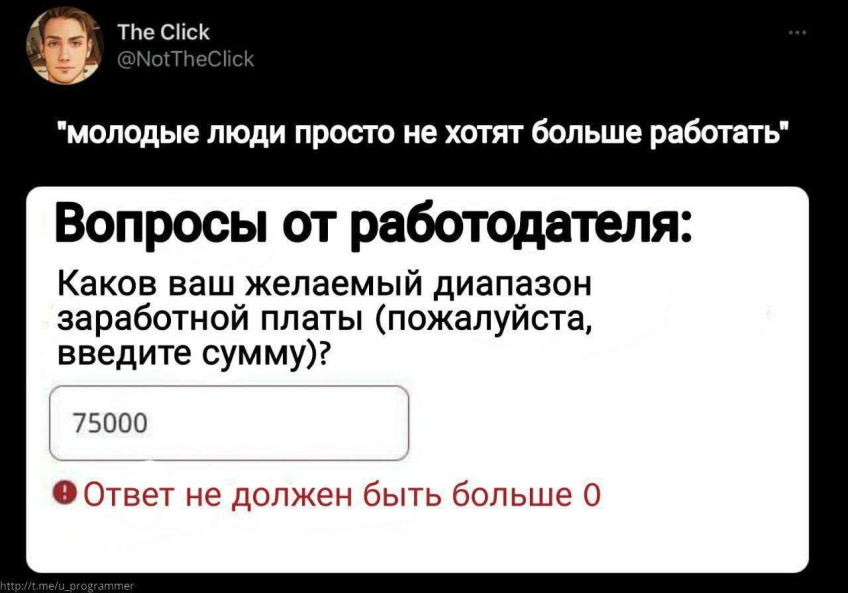 The Click
@NotTheClick
"молодые люди просто не хотят больше работать"
Вопросы от работодателя:
Каков ваш желаемый диапазон
заработной платы (пожалуйста,
введите сумму)?
75000
Ответ не должен быть больше 0
http://t.me/u_programmer